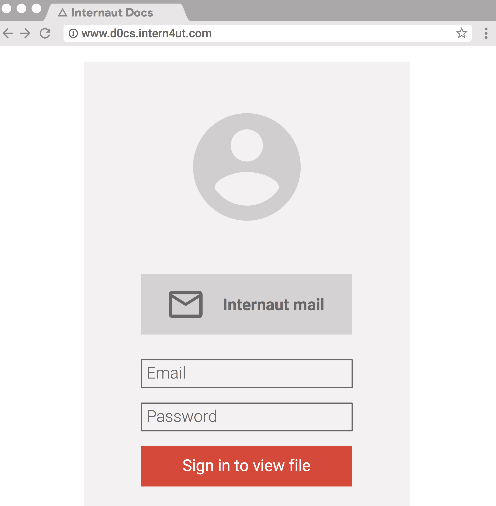 Internaut Docs
www.d0cs.intern4ut.com
Internaut mail
Email
Password
Sign in to view file